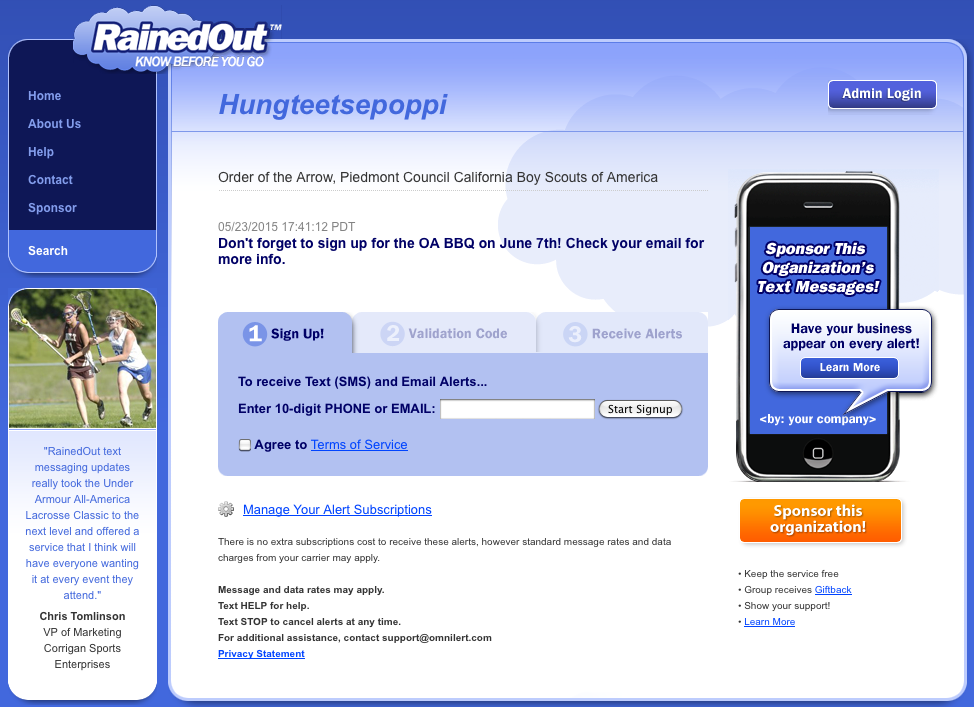 RainedOut™
KNOW BEFORE YOU GO
Home
About Us
Help
Contact
Sponsor
Search
"RainedOut text
messaging updates
really took the Under
Armour All-America
Lacrosse Classic to the
next level and offered a
service that I think will
have everyone wanting
it at every event they
attend."
Chris Tomlinson
VP of Marketing
Corrigan Sports
Enterprises
Hungteetsepoppi
Admin Login
Order of the Arrow, Piedmont Council California Boy Scouts of America
05/23/2015 17:41:12 PDT
Don't forget to sign up for the OA BBQ on June 7th! Check your email for
more info.
1 Sign Up!
2 Validation Code
3 Receive Alerts
To receive Text (SMS) and Email Alerts...
Enter 10-digit PHONE or EMAIL:
Start Signup
Agree to Terms of Service
Manage Your Alert Subscriptions
There is no extra subscriptions cost to receive these alerts, however standard message rates and data
charges from your carrier may apply.
Message and data rates may apply.
Text HELP for help.
Text STOP to cancel alerts at any time.
For additional assistance, contact support@omnilert.com
Privacy Statement
Sponsor This
Organization's
Text Messages!
Have your business
appear on every alert!
Learn More
<by: your company>
Sponsor this
organization!
• Keep the service free
• Group receives Giftback
• Show your support!
• Learn More